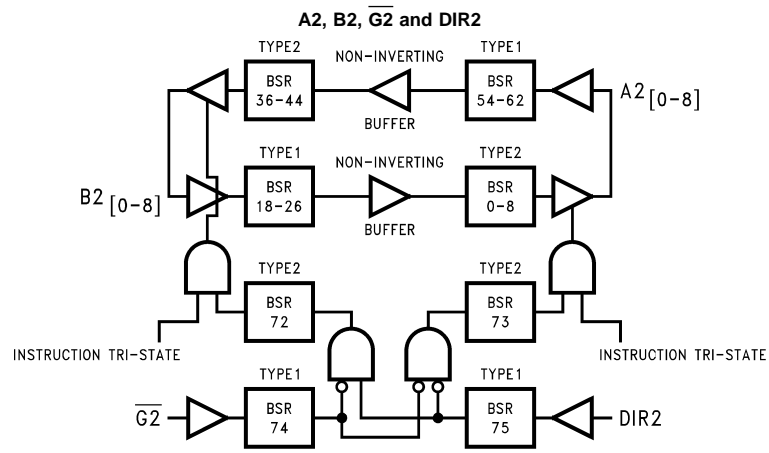 A2, B2, G2 and DIR2
TYPE2
NON-INVERTING
TYPE1
BSR
36-44
BSR
54-62
A2 [0-8]
BUFFER
TYPE1
NON-INVERTING
TYPE2
B2 [0-8]
BSR
18-26
BSR
0-8
BUFFER
TYPE2
TYPE2
BSR
72
BSR
73
INSTRUCTION TRI-STATE
INSTRUCTION TRI-STATE
TYPE1
TYPE1
G2
BSR
74
BSR
75
DIR2